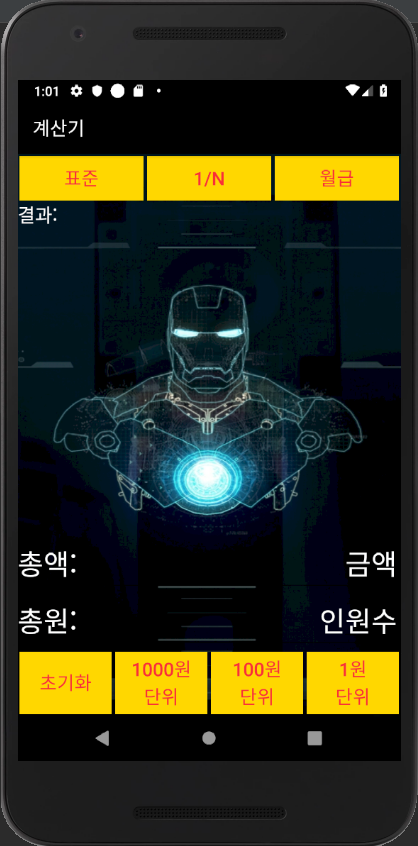 1:01
계산기
표준 1/N 월급
결과:
총액: 금액
총원: 인원수
초기화 1000원 100원 1원
단위 단위 단위